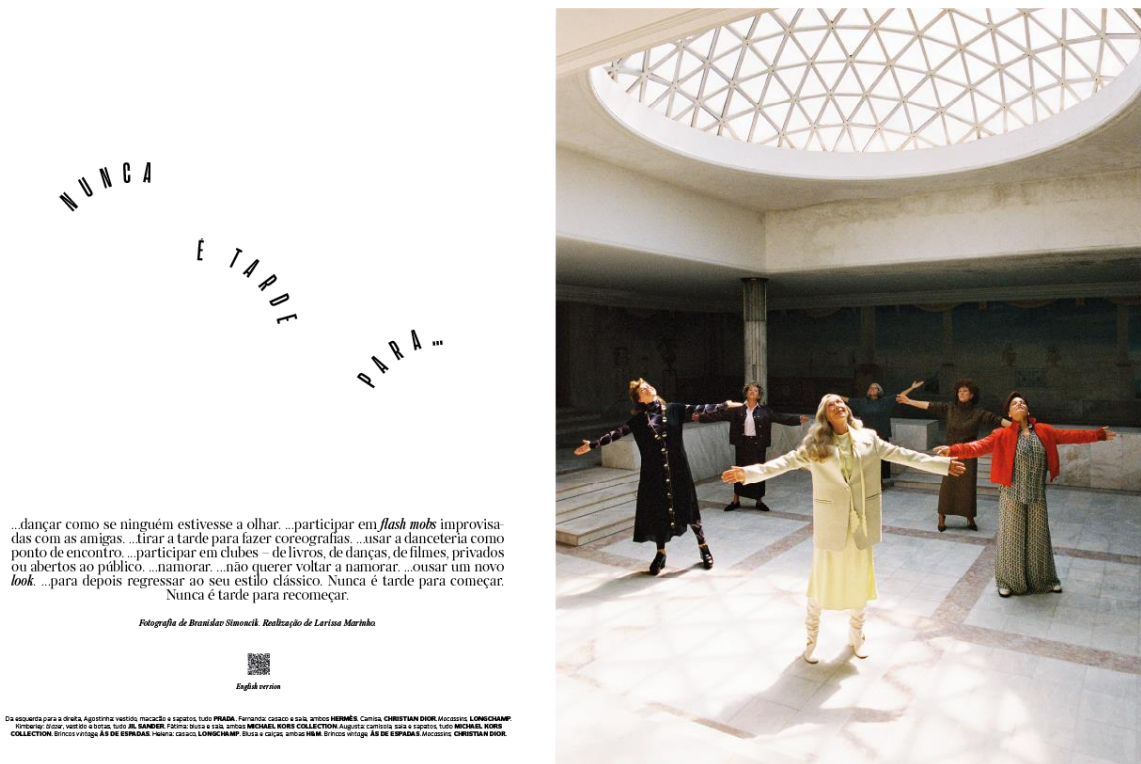 NUNCA
É TARDE
PARA...
...dançar como se ninguém estivesse a olhar. ...participar em flash mobs improvisa-
das com as amigas. ...tirar a tarde para fazer coreografias. ...usar a danceteria como
ponto de encontro. ...participar em clubes – de livros, de danças, de filmes, privados
ou abertos ao público. ...namorar. ...não querer voltar a namorar. ...ousar um novo
look. ...para depois regressar ao seu estilo clássico. Nunca é tarde para começar.
Nunca é tarde para recomeçar.
Fotografia de Branislav Simoncik. Realização de Larissa Marinho.
English version
Da esquerda para a direita, Agostinha: vestido, macacão e sapatos, tudo PRADA. Fernanda: casaco e saia, ambos HERMÈS. Camisa, CHRISTIAN DIOR. Mocassins, LONGCHAMP.
Kimberley: blazer, vestido e botas, tudo JIL SANDER. Fátima: blusa e saia, ambas MICHAEL KORS COLLECTION. Augusta: camisola, saia e sapatos, tudo MICHAEL KORS
COLLECTION. Brincos vintage, ÁS DE ESPADAS. Helena: casaco, LONGCHAMP. Blusa e calças, ambas H&M. Brincos vintage, ÁS DE ESPADAS. Mocassins, CHRISTIAN DIOR.